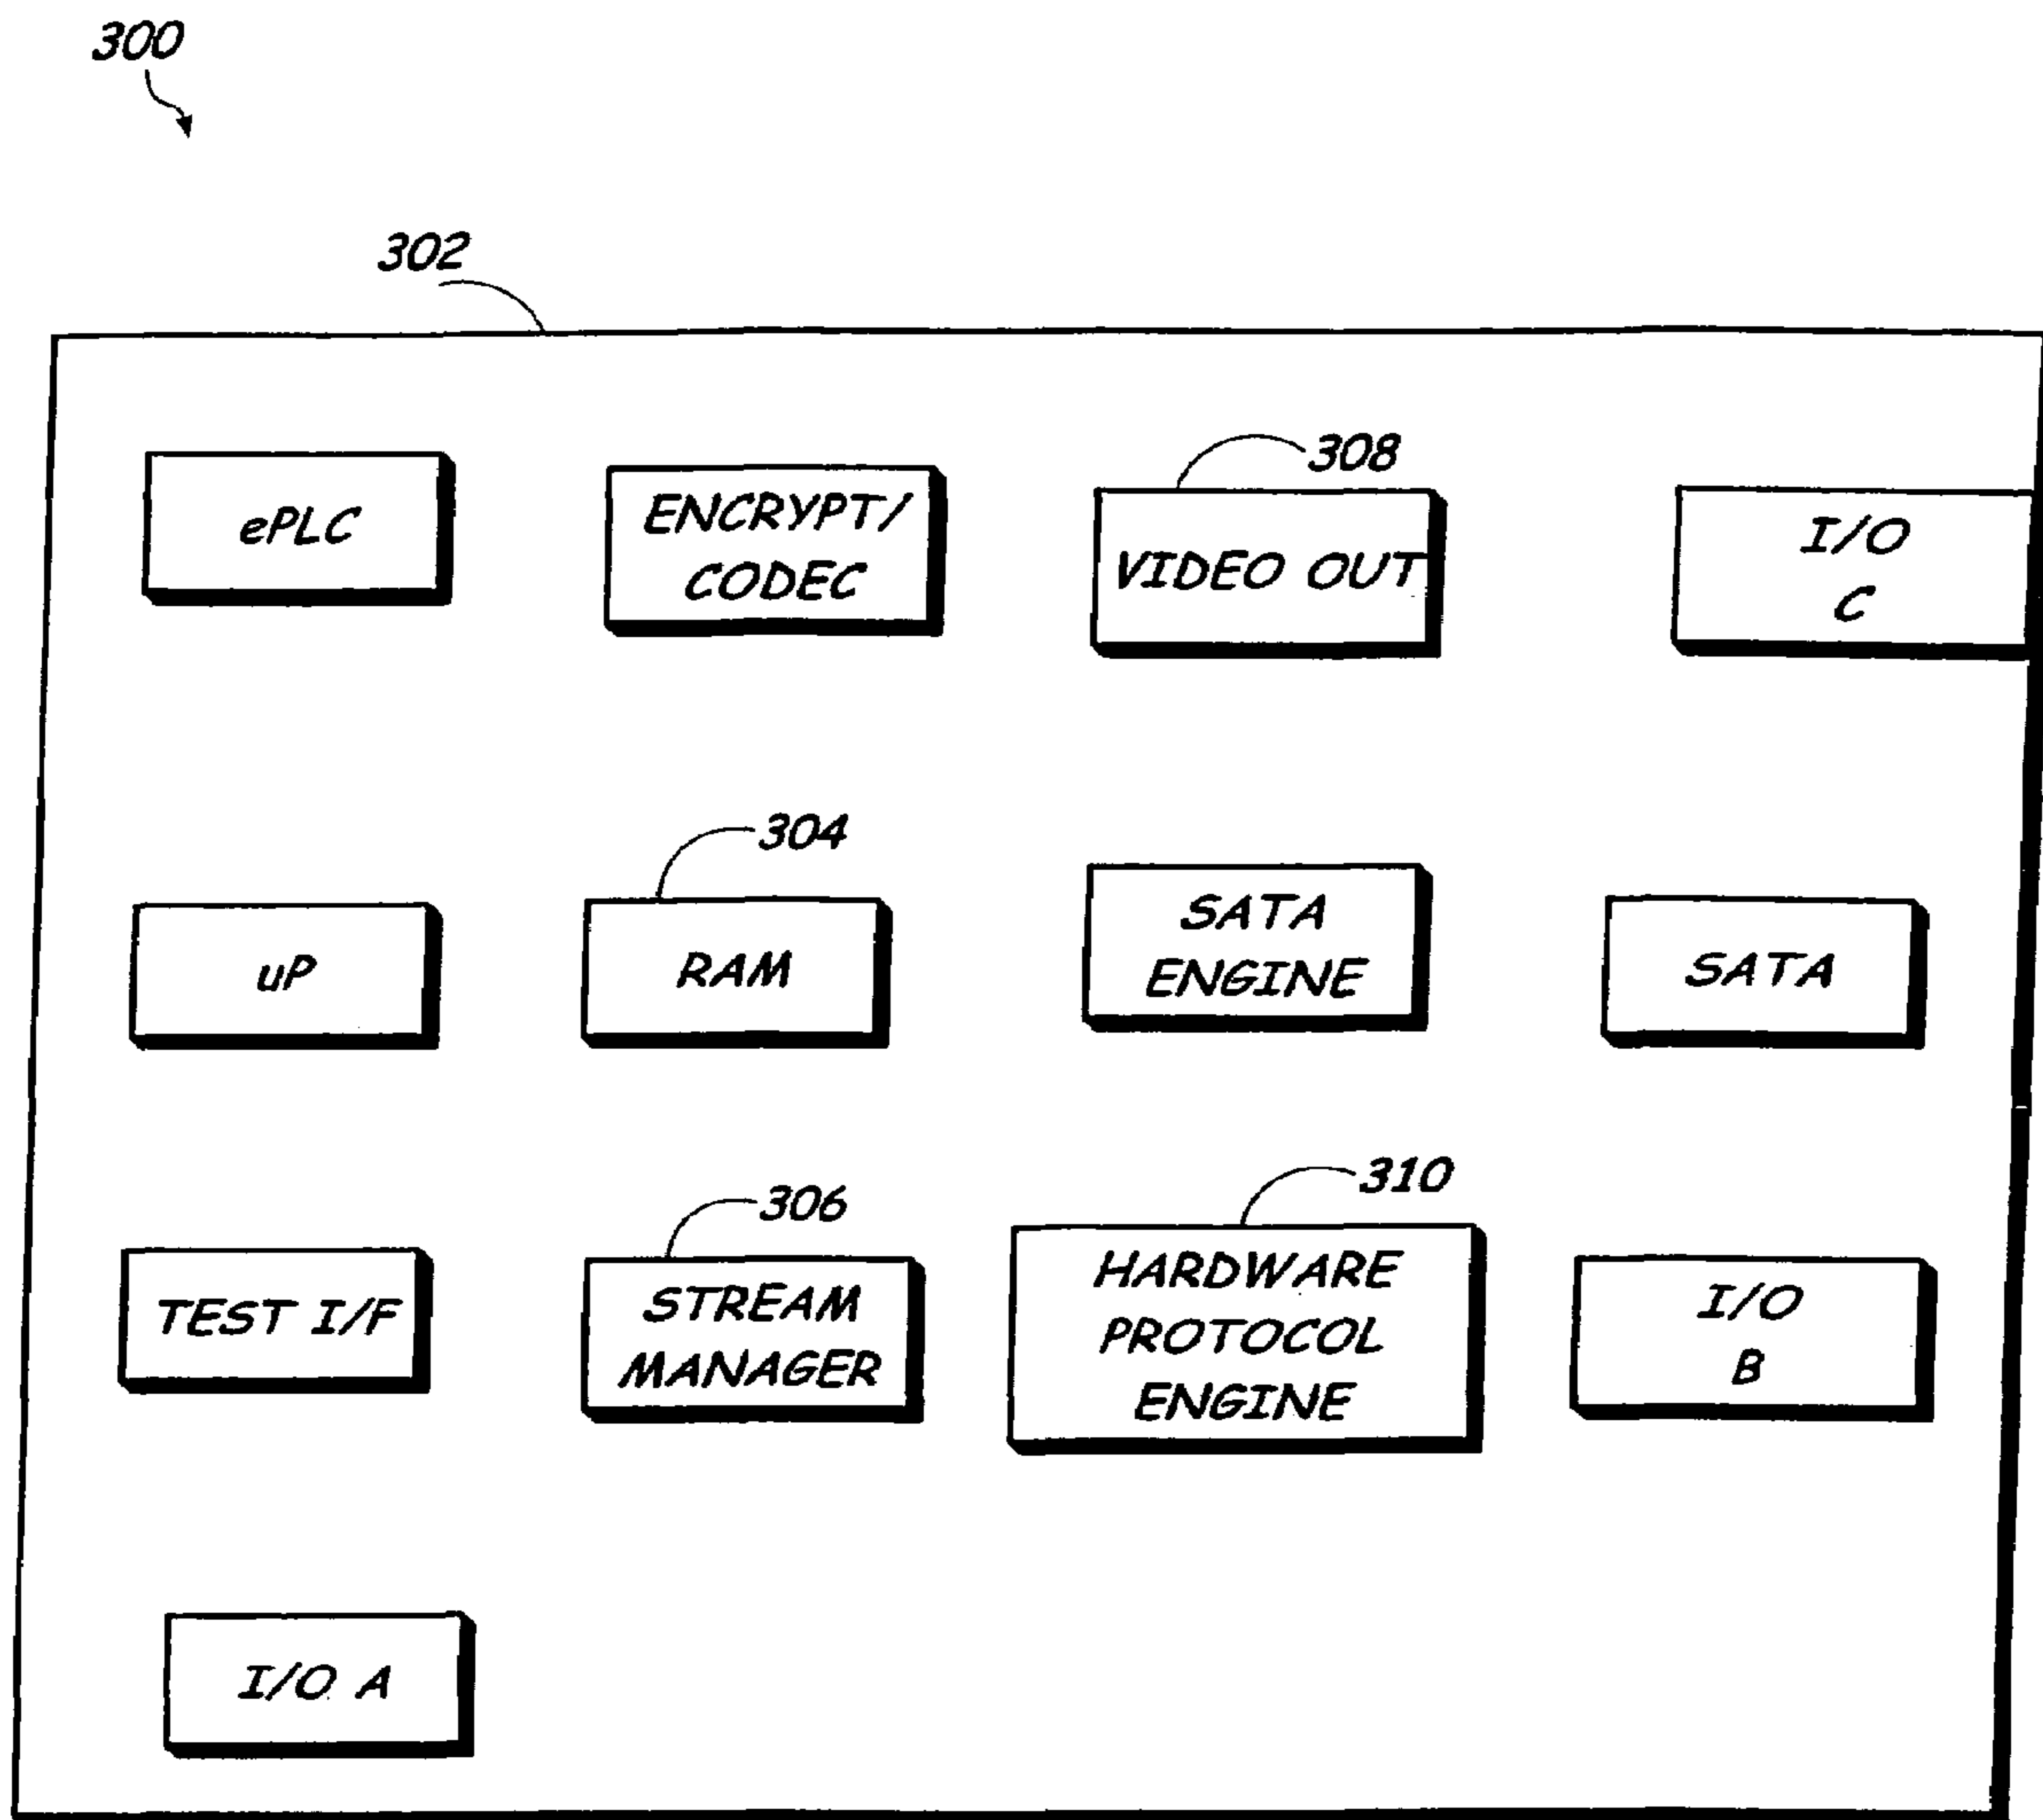 300
302
308
ePLC
ENCRYPT/
CODEC
VIDEO OUT
I/O
C
304
uP
RAM
SATA
ENGINE
SATA
306
310
TEST I/F
STREAM
MANAGER
HARDWARE
PROTOCOL
ENGINE
I/O
B
I/O A